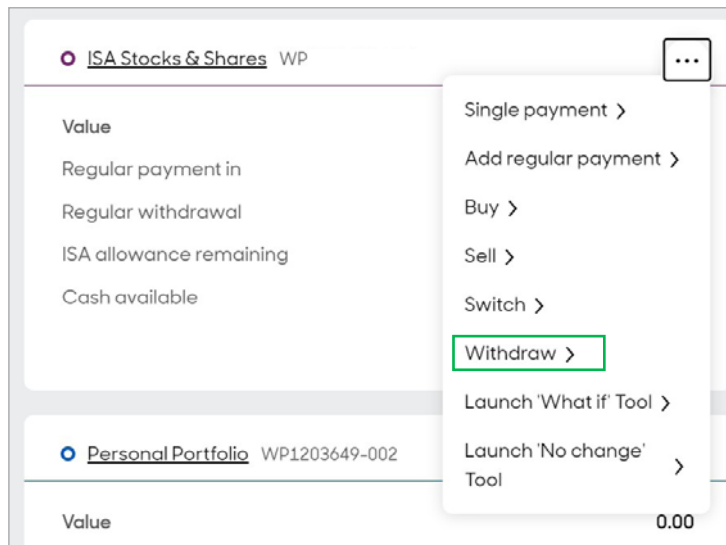 ISA Stocks & Shares WP
...
Single payment >
Value
Add regular payment >
Regular payment in
Buy >
Regular withdrawal
Sell >
ISA allowance remaining
Cash available
Switch >
Withdraw >
Launch 'What if' Tool >
Personal Portfolio WP1203649-002
Launch 'No change'
Tool >
Value 0.00